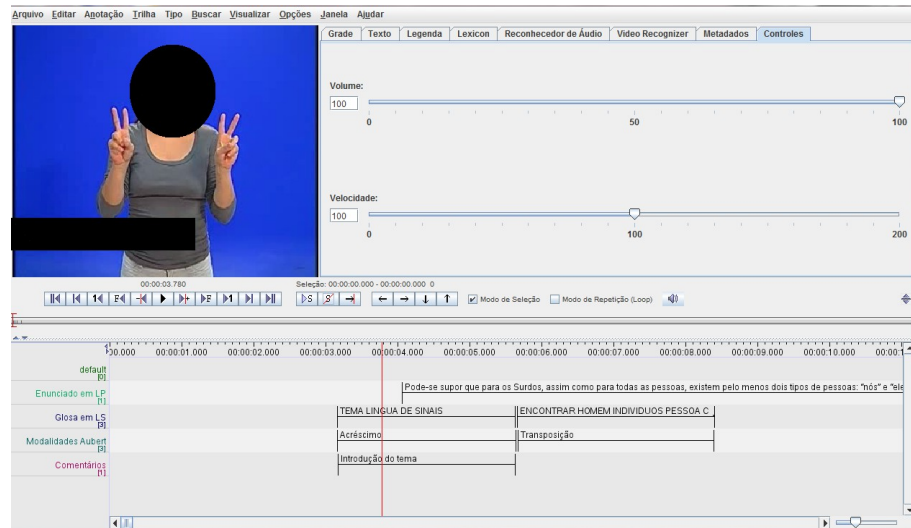 Arquivo Editar Anotação Trilha Tipo Buscar Visualizar Opções Janela Ajudar
Grade Texto Legenda Lexicon Reconhecedor de Áudio Video Recognizer Metadados Controles
Volume:
100
0 50 100
Velocidade:
100
0 100 200
00:00:03.780 Seleção: 00:00:00.000 - 00:00:00.000 0
Modo de Seleção Modo de Repetição (Loop)
00.000 00:00:01.000 00:00:02.000 00:00:03.000 00:00:04.000 00:00:05.000 00:00:06.000 00:00:07.000 00:00:08.000 00:00:09.000 00:00:10.000 00:00:1
default
[0]
Enunciado em LP Pode-se supor que para os Surdos, assim como para todas as pessoas, existem pelo menos dois tipos de pessoas: "nós" e "ele
[1]
Glosa em LS TEMA LINGUA DE SINAIS ENCONTRAR HOMEM INDIVIDUOS PESSOA C
[3]
Modalidades Aubert Acréscimo Transposição
[3]
Comentários Introdução do tema
[1]